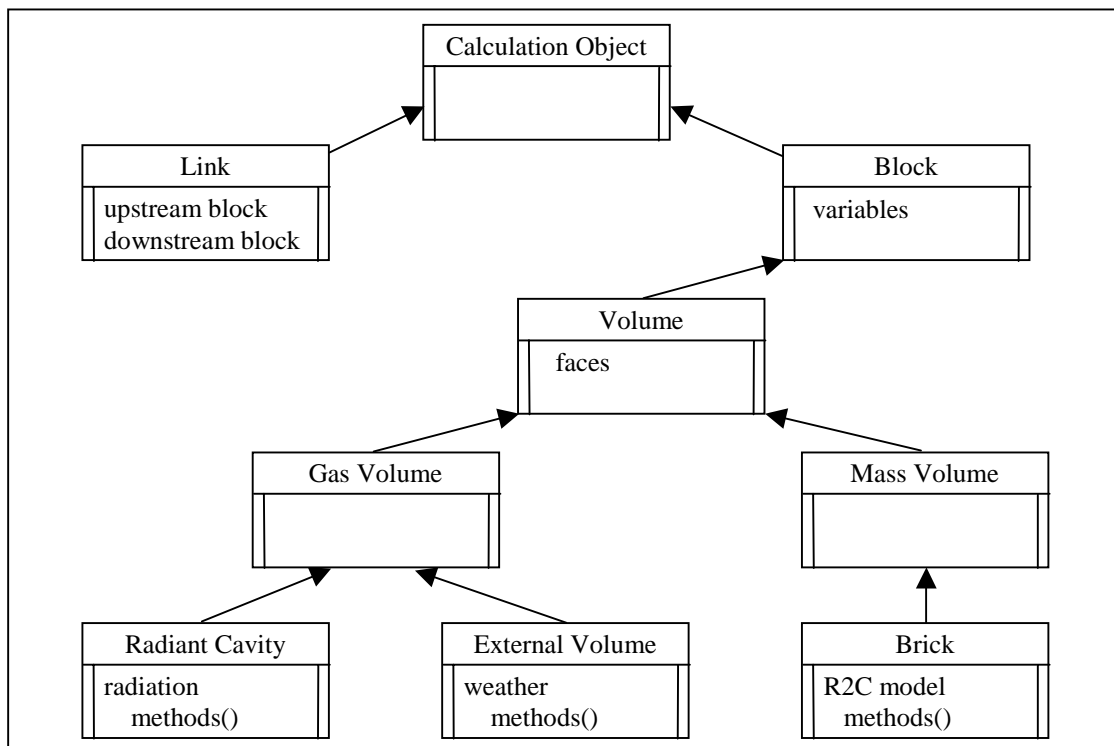 Calculation Object
Link
upstream block
downstream block
Block
variables
Volume
faces
Gas Volume
Mass Volume
Radiant Cavity
radiation
methods()
External Volume
weather
methods()
Brick
R2C model
methods()